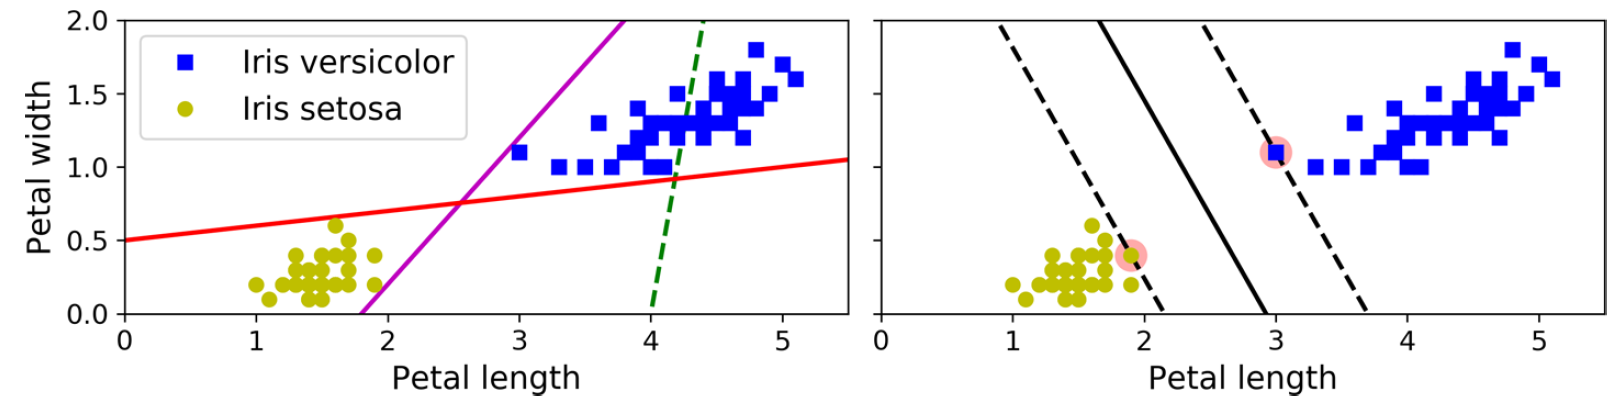 2.0
1.5
1.0
0.5
0.0
Petal width
Iris versicolor
Iris setosa
0 1 2 3 4 5
Petal length
0 1 2 3 4 5
Petal length